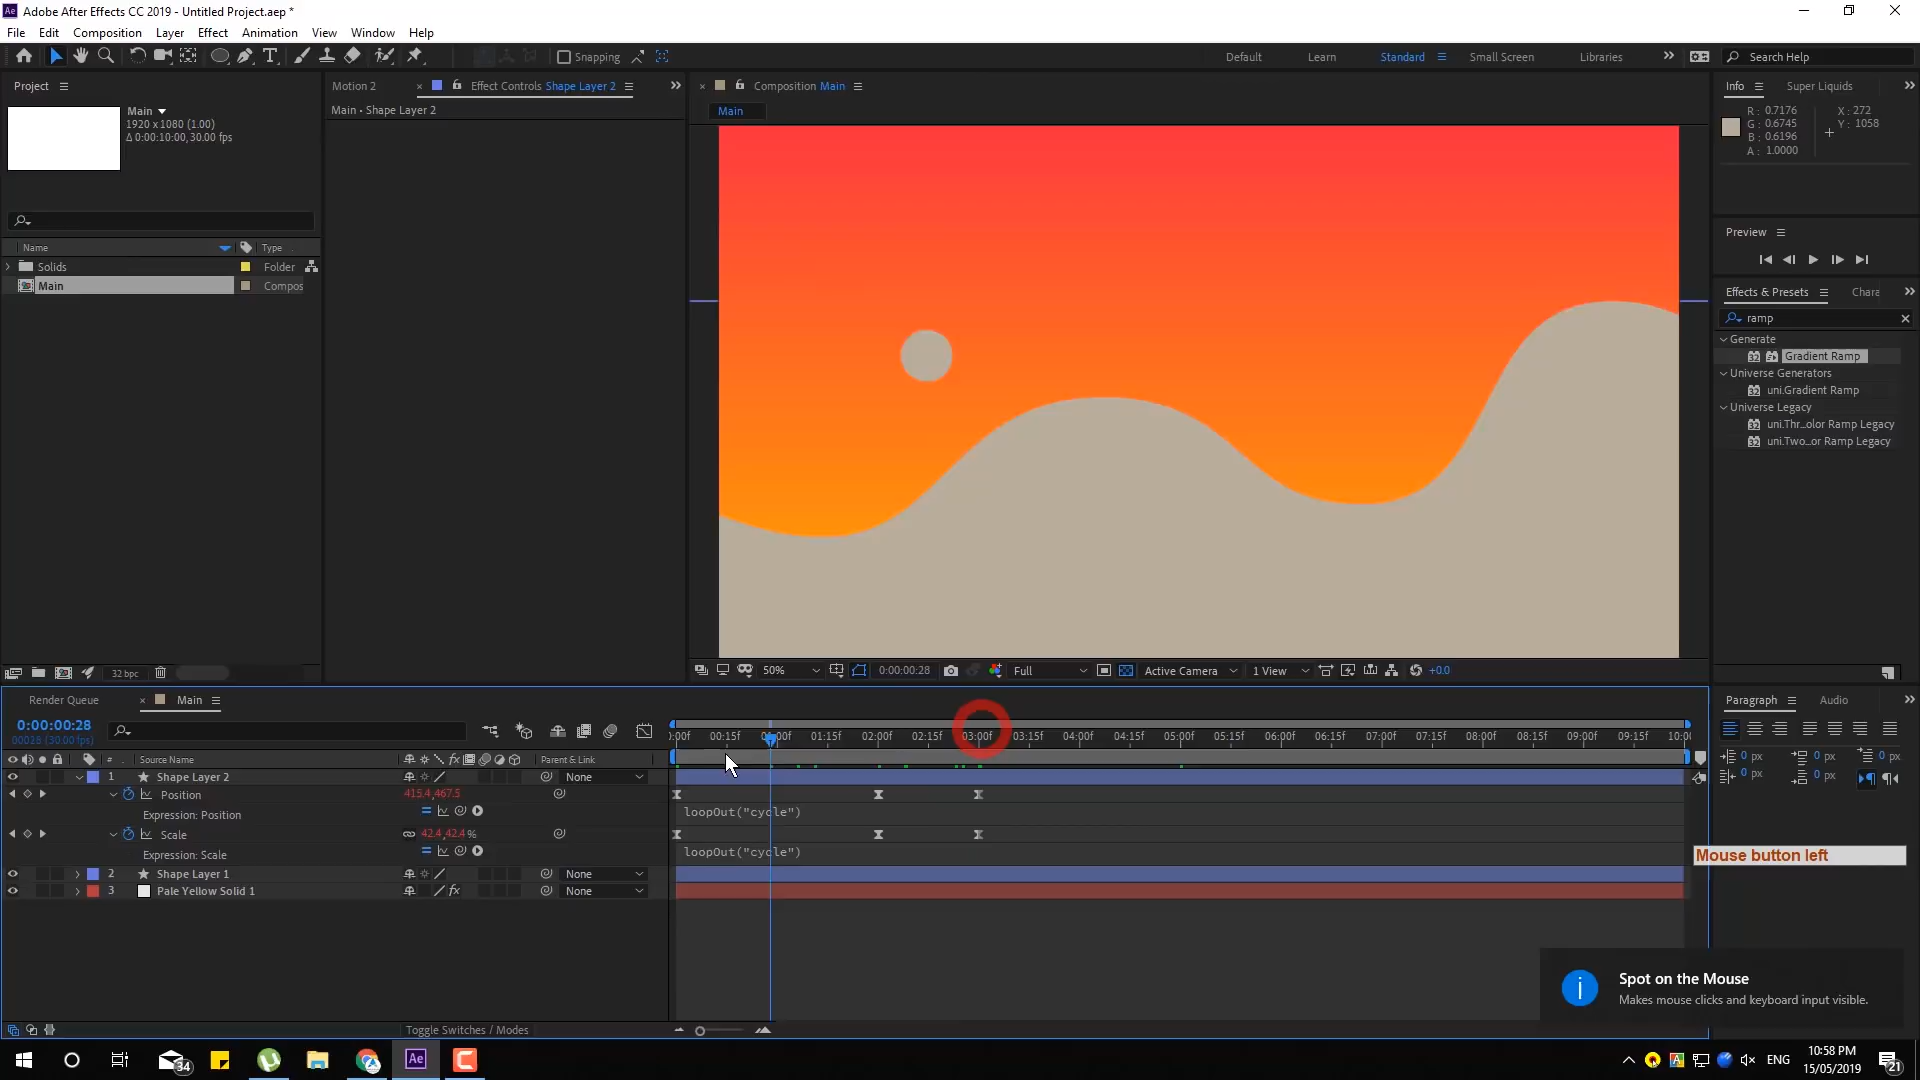 Adobe After Effects CC 2019 - Untitled Project.aep *
File Edit Composition Layer Effect Animation View Window Help
Snapping
Default Learn Standard Small Screen Libraries
Search Help
Project
Main
1920 x 1080 (1.00)
Δ 0:00:10:00, 30.00 fps
Name Type
Solids Folder
Main Compos
32 bpc
Motion 2
Effect Controls Shape Layer 2
Main • Shape Layer 2
Composition Main
Main
50% 0:00:00:28 Full Active Camera 1 View +0.0
Info Super Liquids
R : 0.7176
G : 0.6745
B : 0.6196
A : 1.0000
X : 272
Y : 1058
Preview
Effects & Presets Chara
ramp
Generate
Gradient Ramp
Universe Generators
uni.Gradient Ramp
Universe Legacy
uni.Thr...olor Ramp Legacy
uni.Two...or Ramp Legacy
Render Queue Main
0:00:00:28
00028 (30.00 fps)
:00f 00:15f 01:00f 01:15f 02:00f 02:15f 03:00f 03:15f 04:00f 04:15f 05:00f 05:15f 06:00f 06:15f 07:00f 07:15f 08:00f 08:15f 09:00f 09:15f 10:00
# Source Name Parent & Link
1 Shape Layer 2 None
Position 415.4,467.5
Expression: Position loopOut("cycle")
Scale 42.4,42.4 %
Expression: Scale loopOut("cycle")
2 Shape Layer 1 None
3 Pale Yellow Solid 1 fx None
Toggle Switches / Modes
Paragraph Audio
0 px 0 px 0 px
0 px 0 px
Mouse button left
Spot on the Mouse
Makes mouse clicks and keyboard input visible.
34
Ae
ENG
10:58 PM
15/05/2019
21